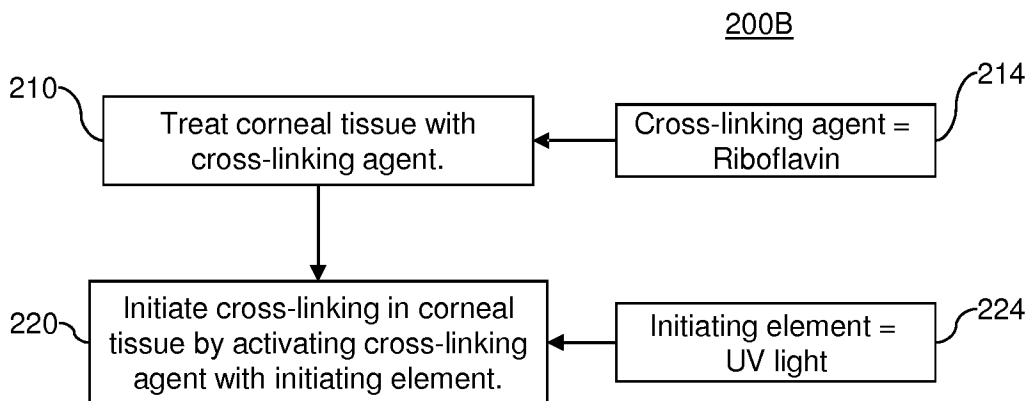 200B
210
Treat corneal tissue with
cross-linking agent.
Cross-linking agent =
Riboflavin
214
220
Initiate cross-linking in corneal
tissue by activating cross-linking
agent with initiating element.
Initiating element =
UV light
224